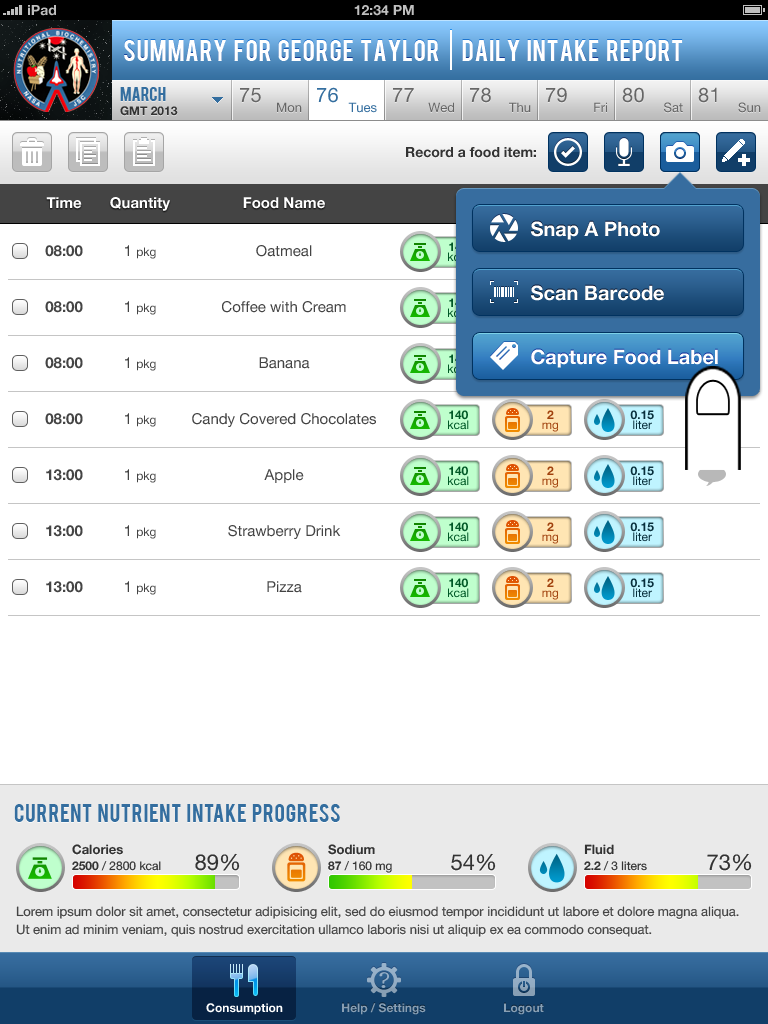 iPad
12:34 PM
NUTRITIONAL BIOCHEMISTRY
NASA JSC
SUMMARY FOR GEORGE TAYLOR | DAILY INTAKE REPORT
MARCH
GMT 2013
75 Mon
76 Tues
77 Wed
78 Thu
79 Fri
80 Sat
81 Sun
Record a food item:
Time Quantity Food Name
Snap A Photo
Scan Barcode
Capture Food Label
08:00 1 pkg Oatmeal
08:00 1 pkg Coffee with Cream
08:00 1 pkg Banana
08:00 1 pkg Candy Covered Chocolates 140 kcal 2 mg 0.15 liter
13:00 1 pkg Apple 140 kcal 2 mg 0.15 liter
13:00 1 pkg Strawberry Drink 140 kcal 2 mg 0.15 liter
13:00 1 pkg Pizza 140 kcal 2 mg 0.15 liter
CURRENT NUTRIENT INTAKE PROGRESS
Calories
2500 / 2800 kcal 89%
Sodium
87 / 160 mg 54%
Fluid
2.2 / 3 liters 73%
Lorem ipsum dolor sit amet, consectetur adipisicing elit, sed do eiusmod tempor incididunt ut labore et dolore magna aliqua.
Ut enim ad minim veniam, quis nostrud exercitation ullamco laboris nisi ut aliquip ex ea commodo consequat.
Consumption
Help / Settings
Logout